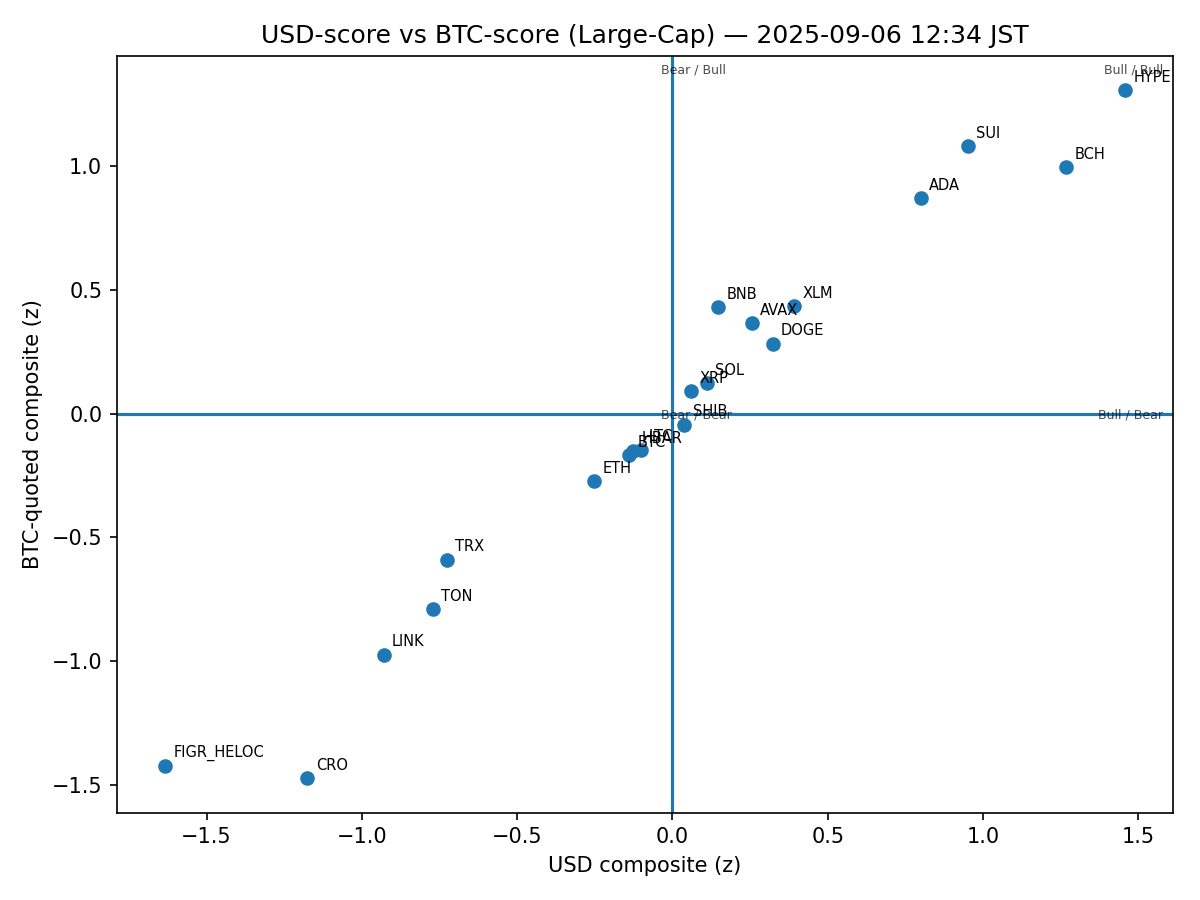 USD-score vs BTC-score (Large-Cap) — 2025-09-06 12:34 JST
Bear / Bull
Bull / Bull
HYPE
SUI
BCH
ADA
BNB
XLM
AVAX
DOGE
SOL
XRP
SHIB
Bear / Bear
Bull / Bear
LTC
HBAR
BTC
ETH
TRX
TON
LINK
FIGR_HELOC
CRO
1.0
0.5
0.0
−0.5
−1.0
−1.5
BTC-quoted composite (z)
−1.5
−1.0
−0.5
0.0
0.5
1.0
1.5
USD composite (z)